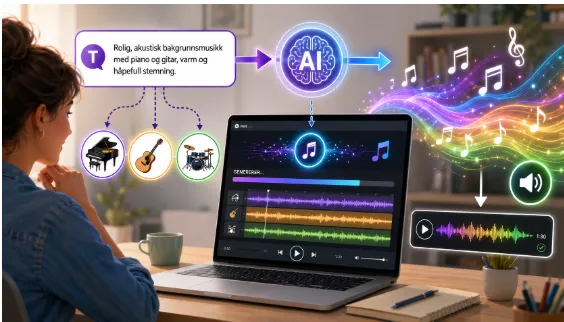 T
Rolig, akustisk bakgrunnsmusikk
med piano og gitar, varm og
håpefull stemning.
AI
GENERERER...
1:30